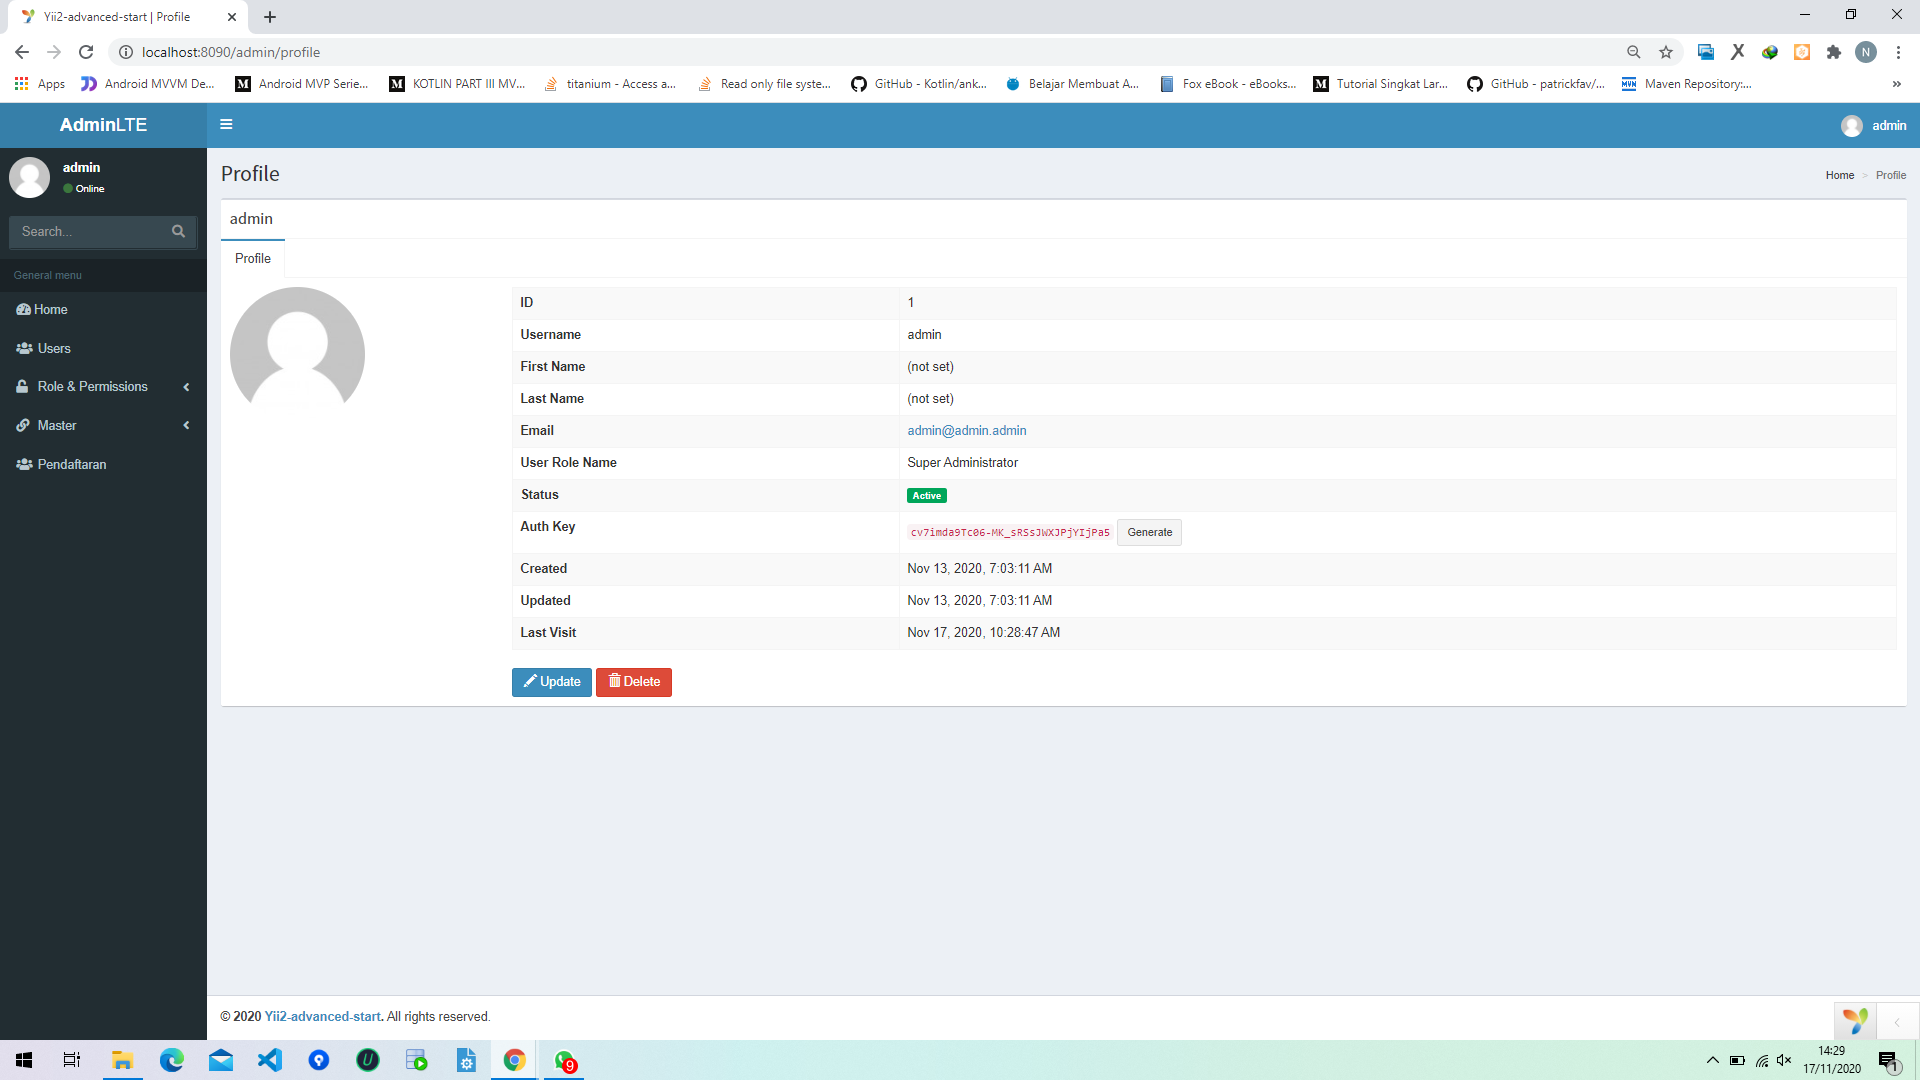 Yii2-advanced-start | Profile
localhost:8090/admin/profile
N
Apps
Android MVVM De...
Android MVP Serie...
KOTLIN PART III MV...
titanium - Access a...
Read only file syste...
GitHub - Kotlin/ank...
Belajar Membuat A...
Fox eBook - eBooks...
Tutorial Singkat Lar...
GitHub - patrickfav/...
Maven Repository:...
»
AdminLTE
admin
admin
Online
Search...
General menu
Home
Users
Role & Permissions
Master
Pendaftaran
Profile
Home > Profile
admin
Profile
ID 1
Username admin
First Name (not set)
Last Name (not set)
Email admin@admin.admin
User Role Name Super Administrator
Status Active
Auth Key cv7imda9Tc06-MK_sRSsJWXJPjYIjPa5 Generate
Created Nov 13, 2020, 7:03:11 AM
Updated Nov 13, 2020, 7:03:11 AM
Last Visit Nov 17, 2020, 10:28:47 AM
Update Delete
© 2020 Yii2-advanced-start. All rights reserved.
9
14:29
17/11/2020
1